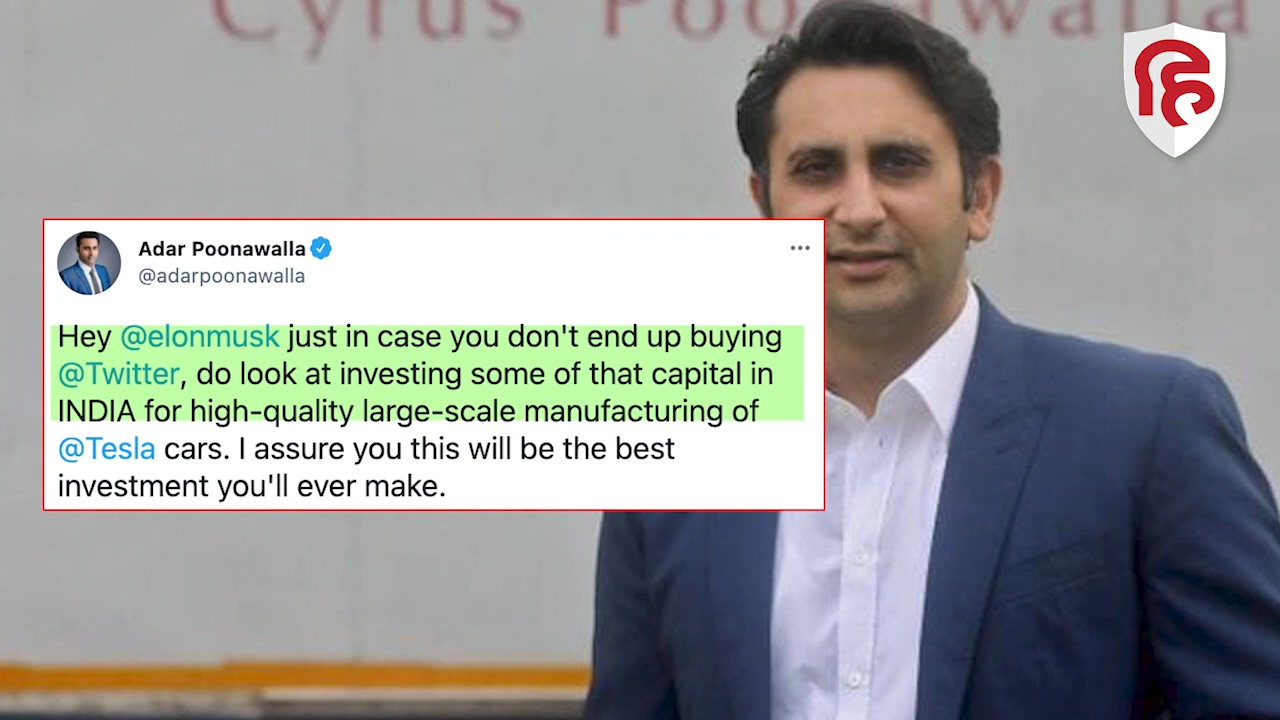 Cyrus Poonawalla
Adar Poonawalla
@adarpoonawalla
Hey @elonmusk just in case you don't end up buying
@Twitter, do look at investing some of that capital in
INDIA for high-quality large-scale manufacturing of
@Tesla cars. I assure you this will be the best
investment you'll ever make.